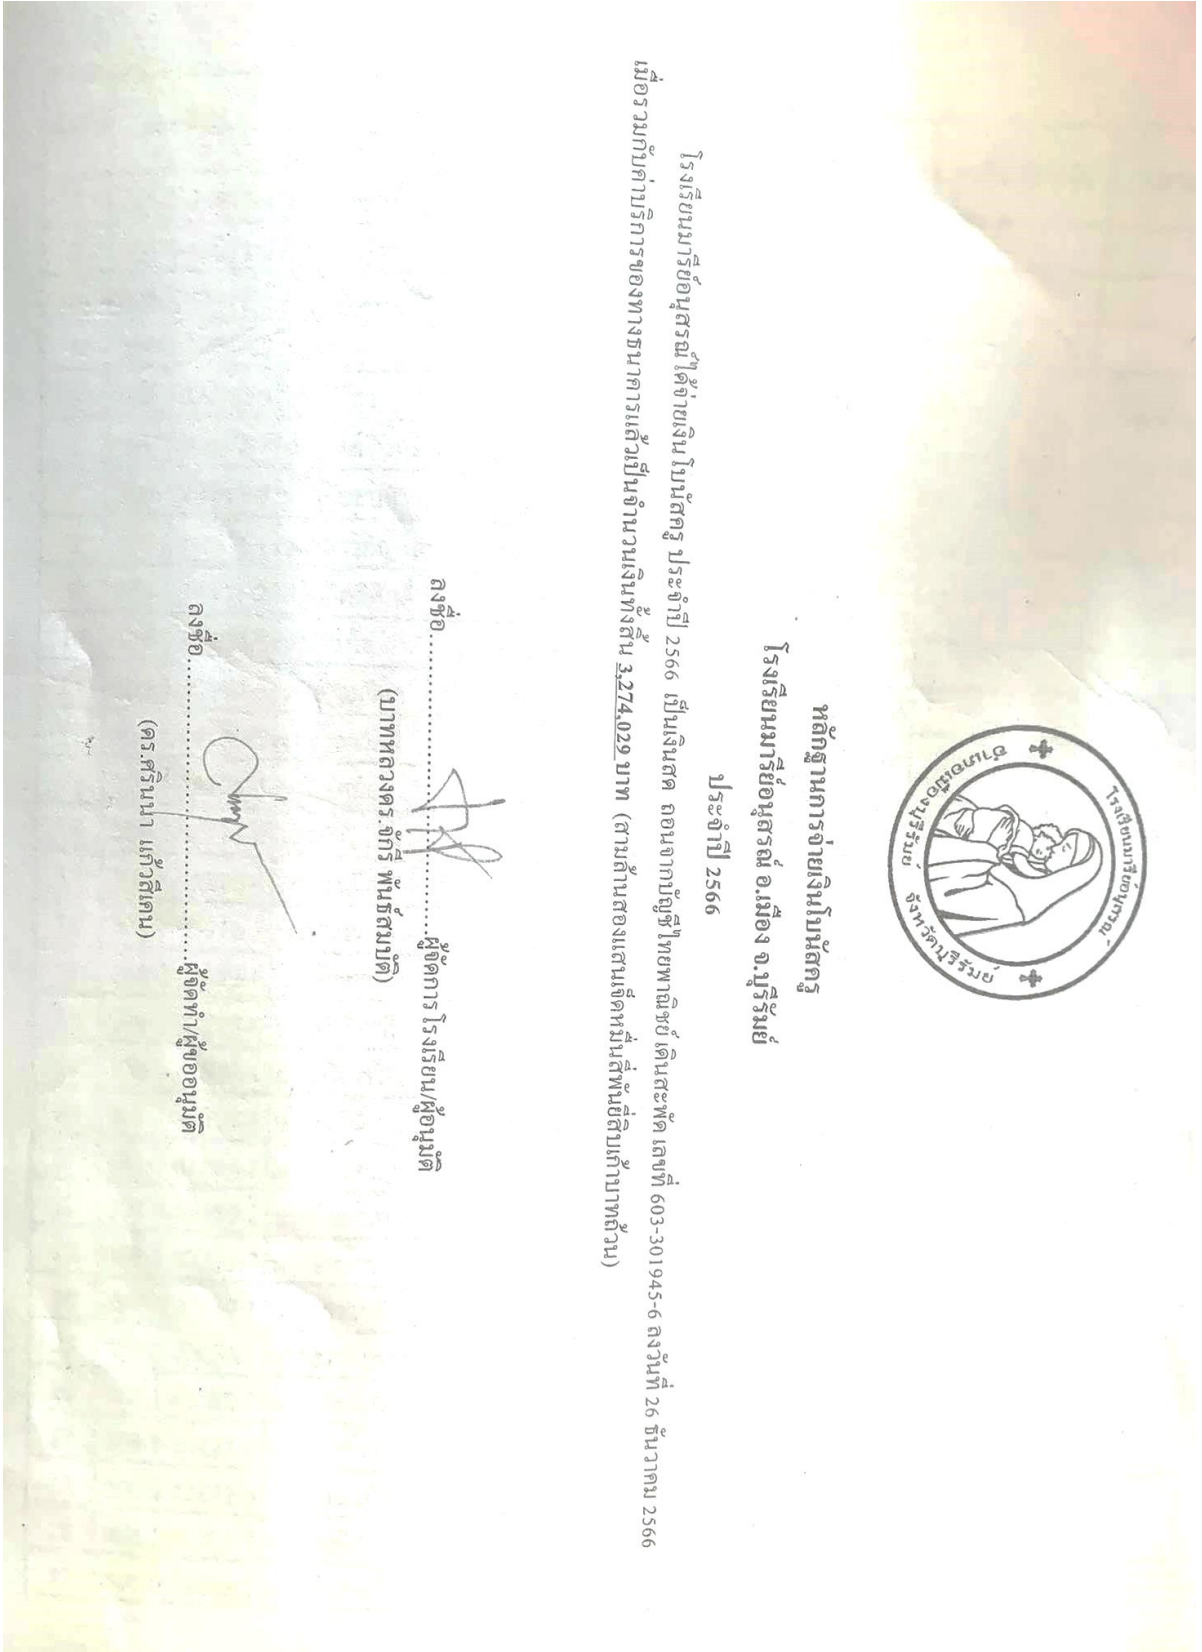 โรงเรียนมารีย์อนุสรณ์
อำเภอเมืองบุรีรัมย์ จังหวัดบุรีรัมย์
หลักฐานการจ่ายเงินโบนัสครู
โรงเรียนมารีย์อนุสรณ์ อ.เมือง จ.บุรีรัมย์
ประจำปี 2566
โรงเรียนมารีย์อนุสรณ์ได้จ่ายเงินโบนัสครู ประจำปี 2566 เป็นเงินสด ถอนจากบัญชีไทยพาณิชย์ เดินสะพัด เลขที่ 603-301945-6 ลงวันที่ 26 ธันวาคม 2566
เมื่อรวมกับค่าบริการของทางธนาคารแล้วเป็นจำนวนเงินทั้งสิ้น 3,274,029 บาท (สามล้านสองแสนเจ็ดหมื่นสี่พันยี่สิบเก้าบาทถ้วน)
ลงชื่อ........................................ผู้จัดการโรงเรียน/ผู้อนุมัติ
(บาทหลวงดร.จักรี พันธ์สมบัติ)
ลงชื่อ........................................ผู้จัดทำ/ผู้ขออนุมัติ
(ดร.ศรินนา แก้วสีเคน)